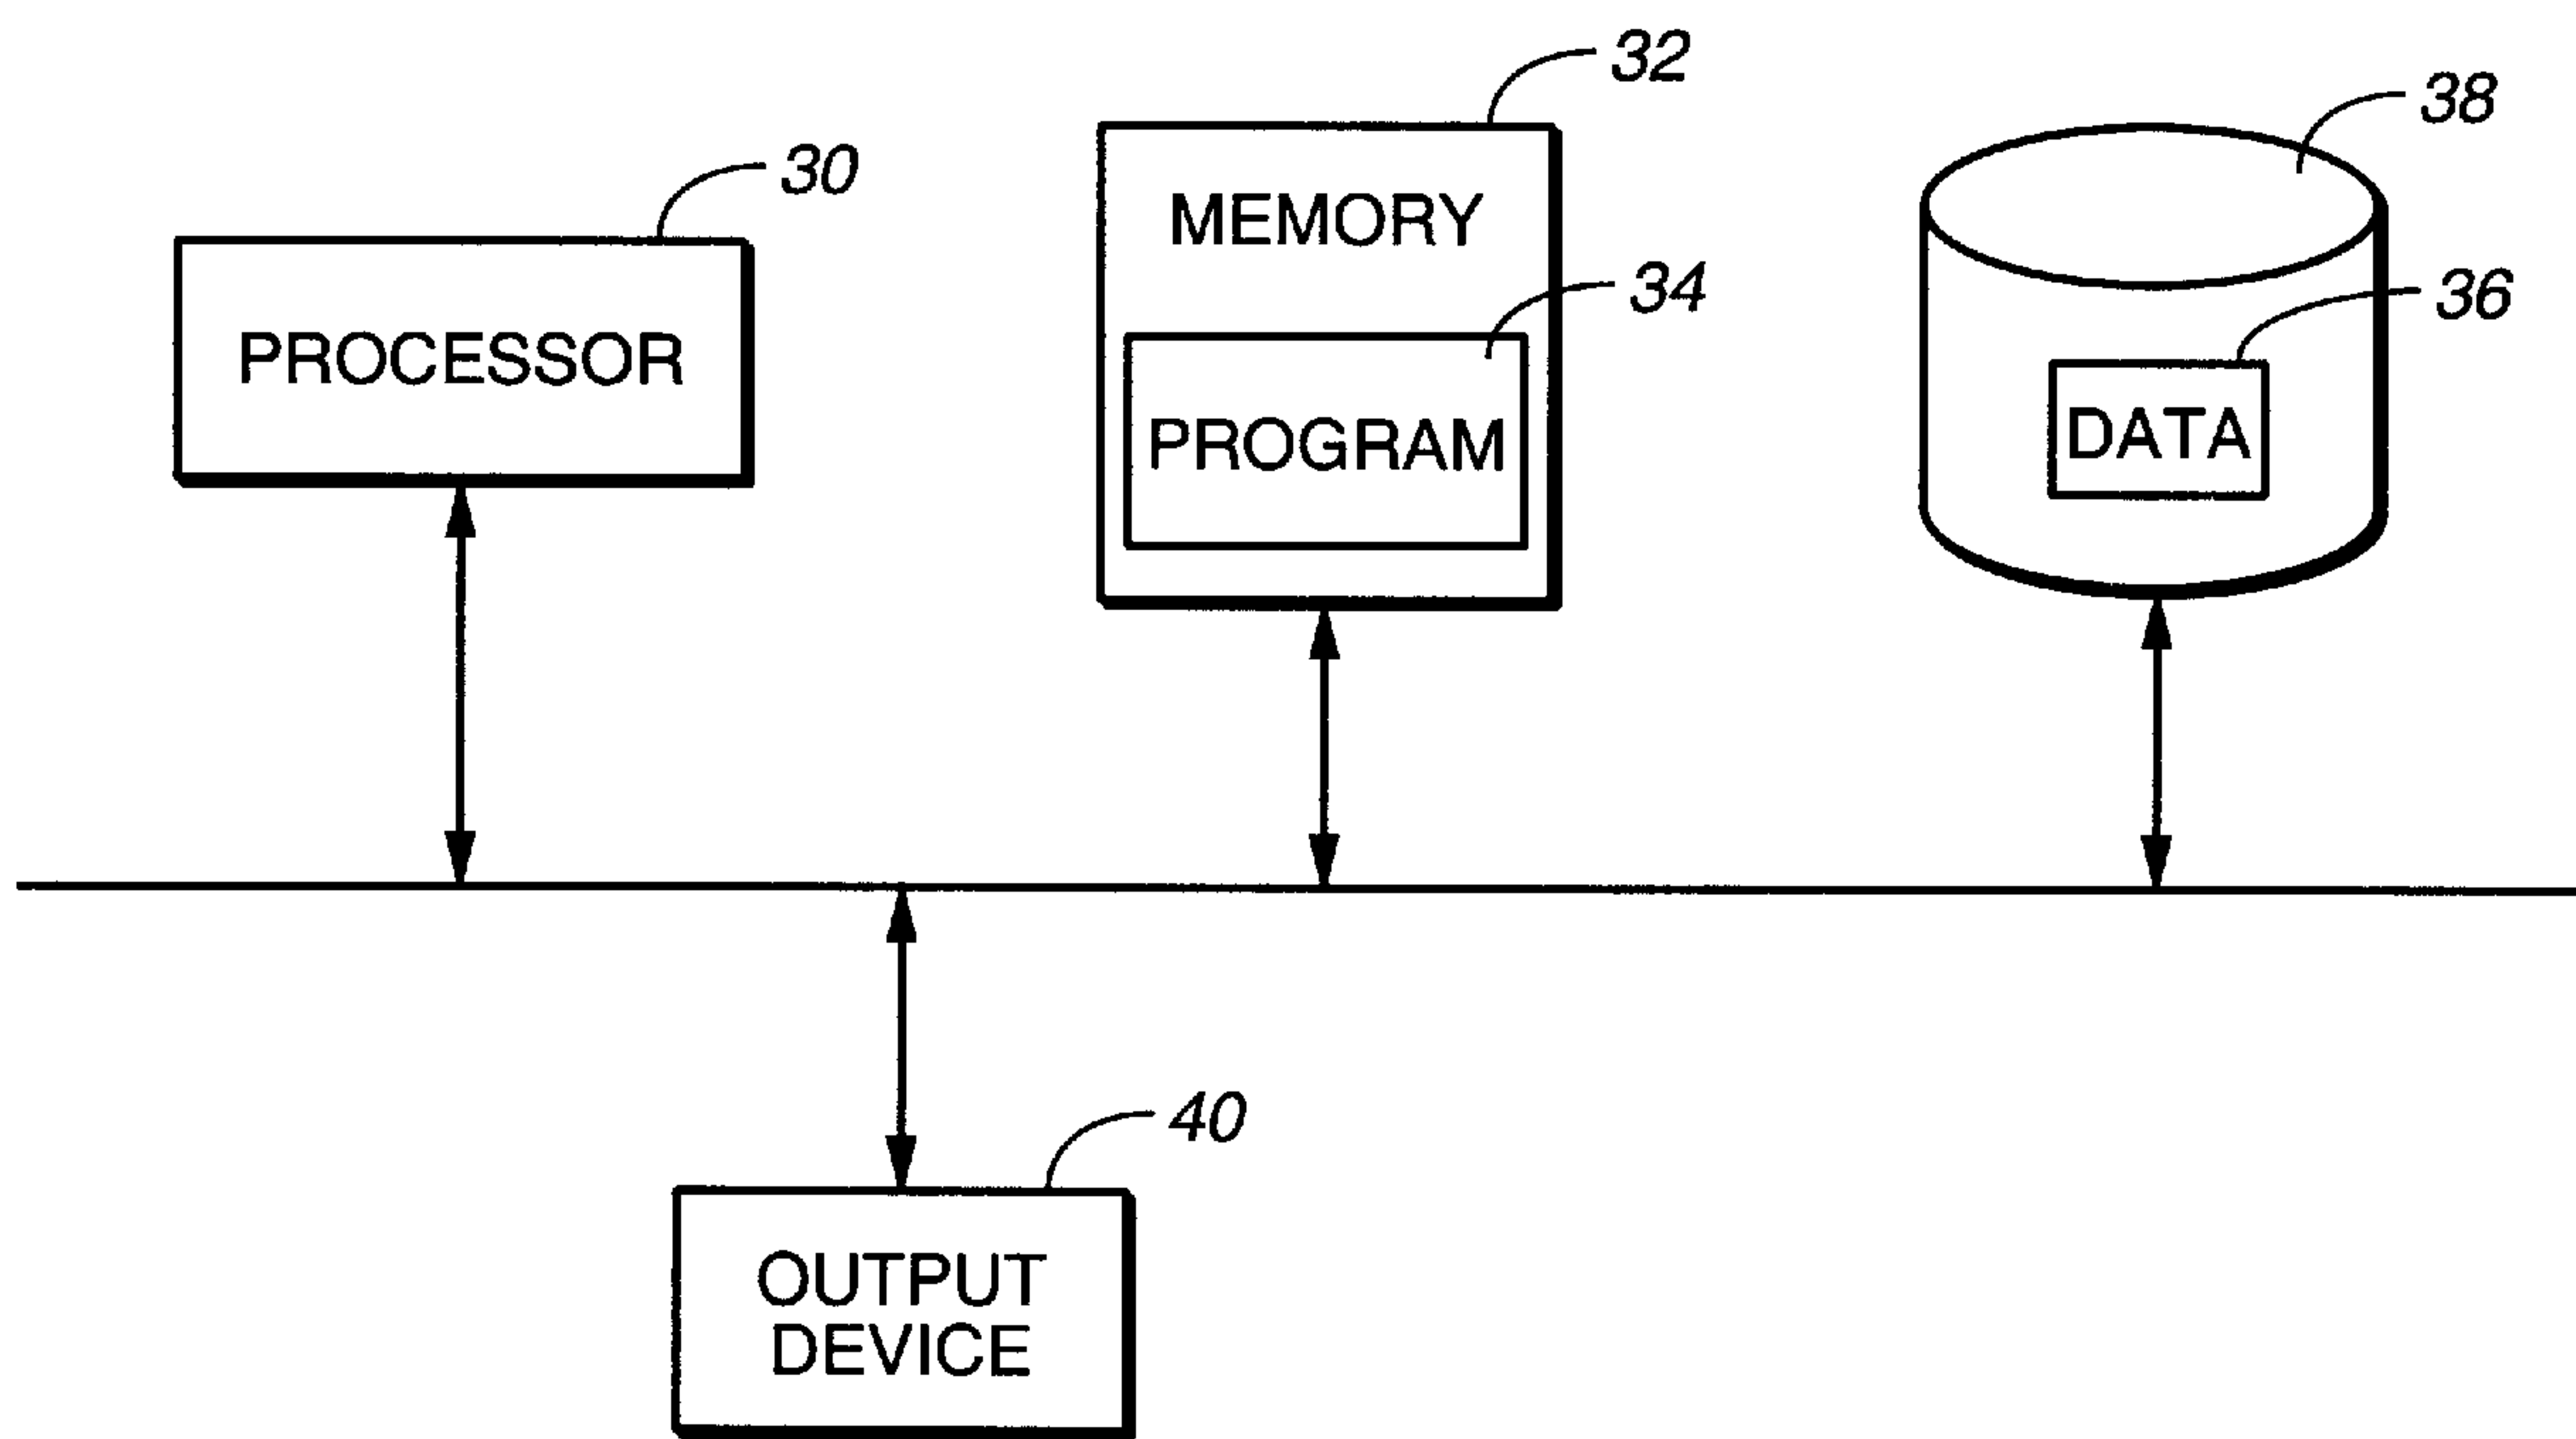 32
38
30
MEMORY
34
36
PROCESSOR
PROGRAM
DATA
40
OUTPUT
DEVICE